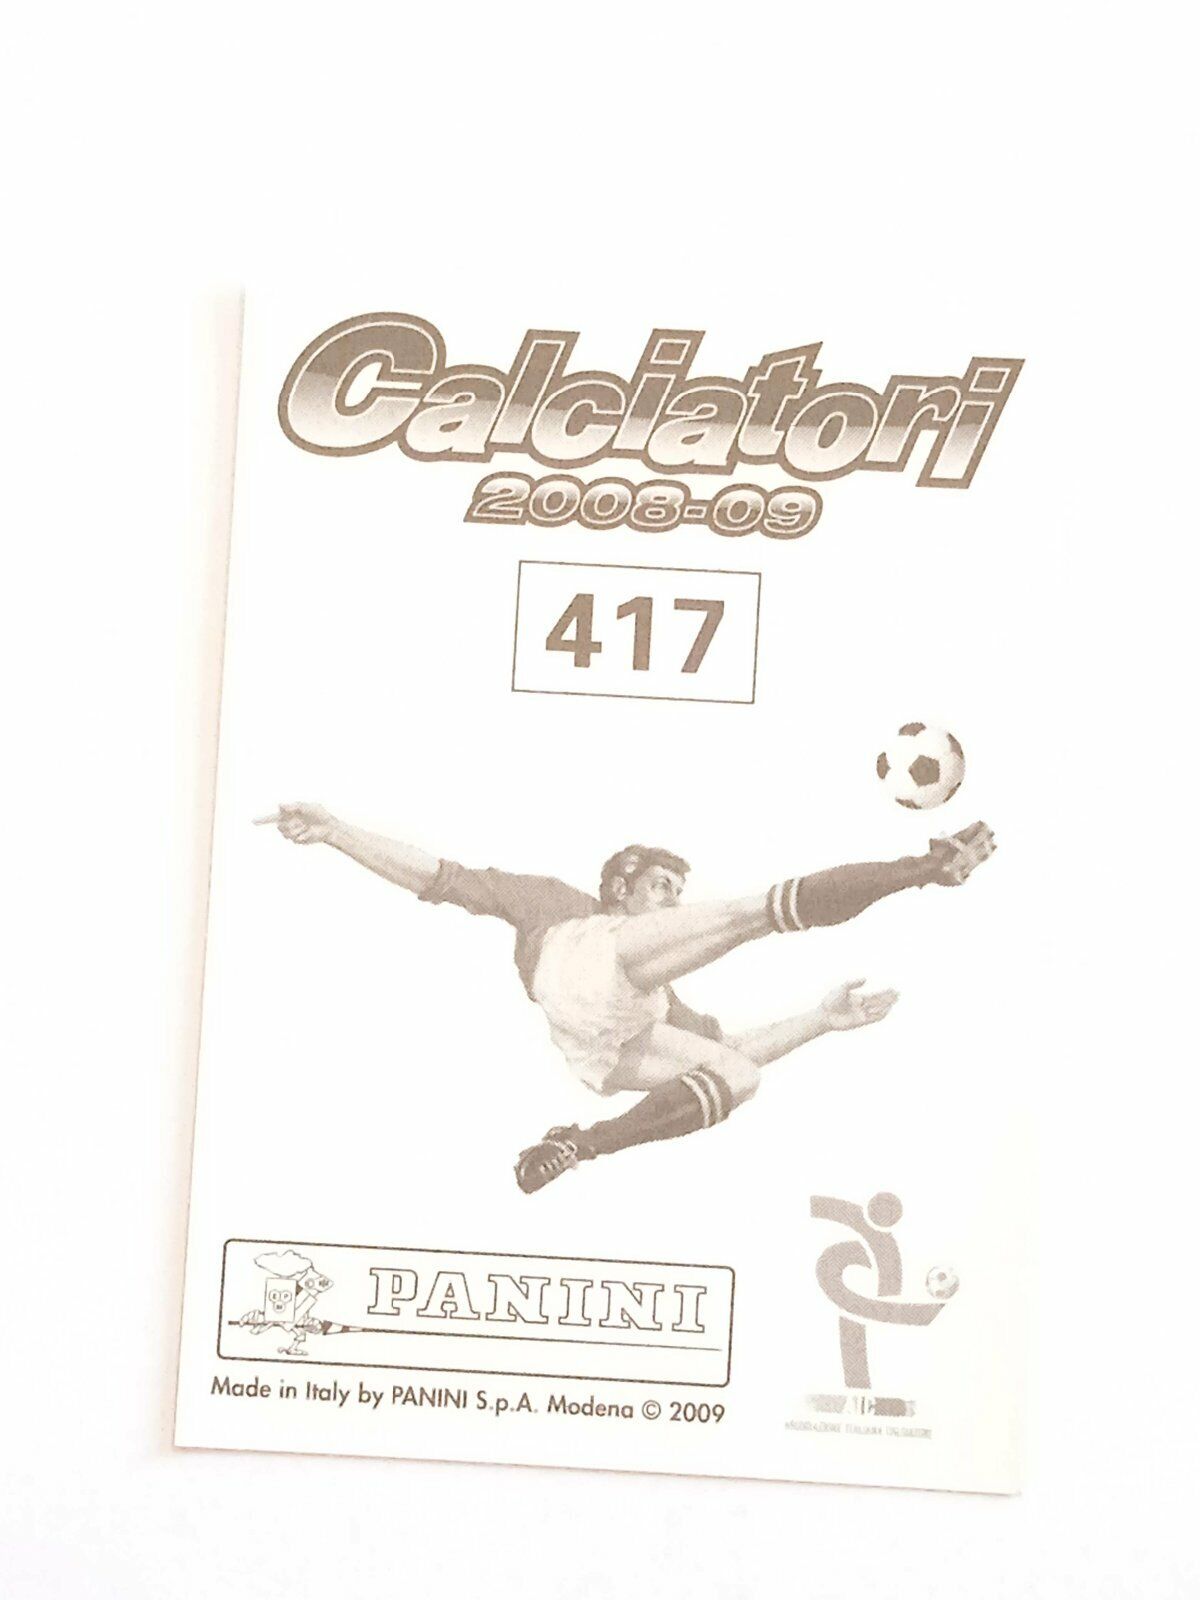 Calciatori
2008-09
417
PANINI
Made in Italy by PANINI S.p.A. Modena © 2009